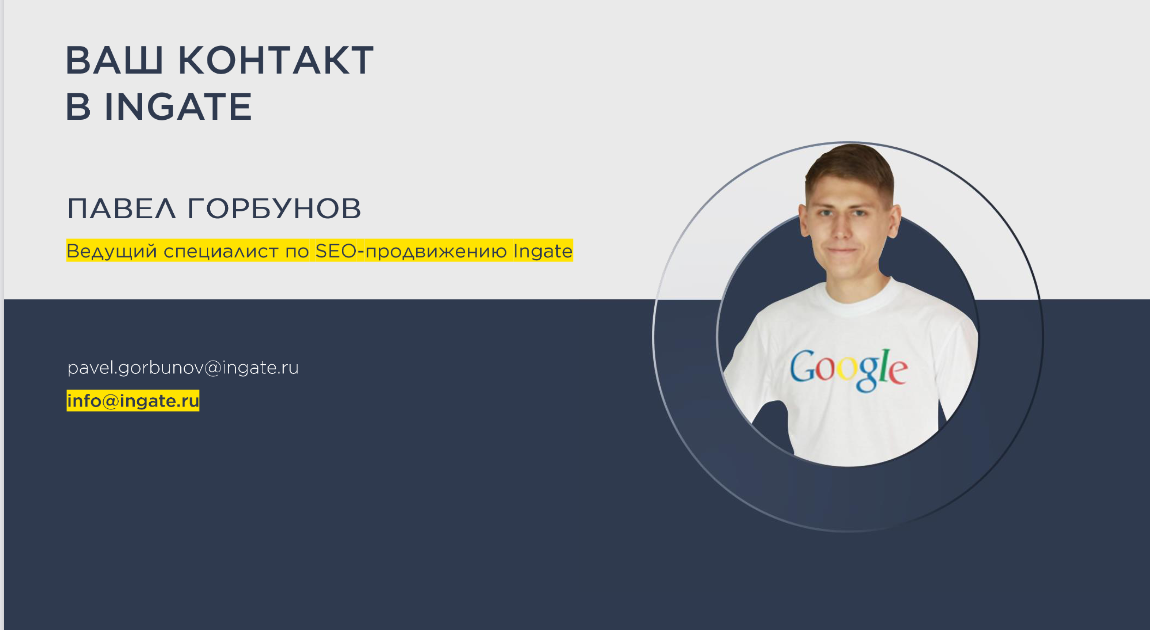 ВАШ КОНТАКТ
В INGATE
ПАВЕЛ ГОРБУНОВ
Ведущий специалист по SEO-продвижению Ingate
pavel.gorbunov@ingate.ru
info@ingate.ru
Google